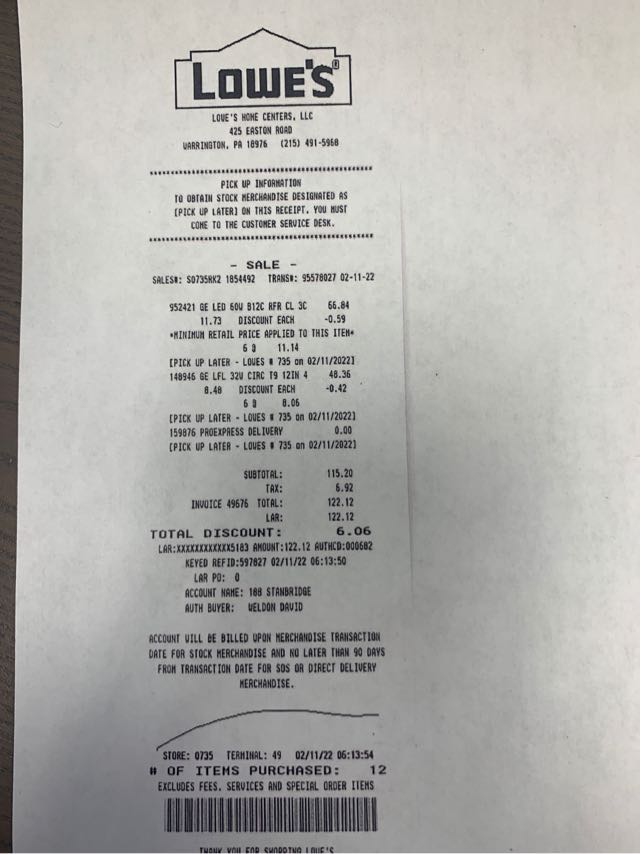 LOWE'S®
LOWE'S HOME CENTERS, LLC
425 EASTON ROAD
WARRINGTON, PA 18976 (215) 491-5968
****************************************************
PICK UP INFORMATION
TO OBTAIN STOCK MERCHANDISE DESIGNATED AS
[PICK UP LATER] ON THIS RECEIPT, YOU MUST
COME TO THE CUSTOMER SERVICE DESK.
****************************************************
- SALE -
SALES#: S0735RK2 1854492 TRANS#: 95578027 02-11-22
952421 GE LED 60W B12C RFR CL 3C 66.84
11.73 DISCOUNT EACH -0.59
*MINIMUM RETAIL PRICE APPLIED TO THIS ITEM*
6 @ 11.14
[PICK UP LATER - LOWES # 735 on 02/11/2022]
148946 GE LFL 32W CIRC T9 12IN 4 48.36
8.48 DISCOUNT EACH -0.42
6 @ 8.06
[PICK UP LATER - LOWES # 735 on 02/11/2022]
159876 PROEXPRESS DELIVERY 0.00
[PICK UP LATER - LOWES # 735 on 02/11/2022]
SUBTOTAL: 115.20
TAX: 6.92
INVOICE 49676 TOTAL: 122.12
LAR: 122.12
TOTAL DISCOUNT: 6.06
LAR:XXXXXXXXXXXX5183 AMOUNT:122.12 AUTHCD:000682
KEYED REFID:597827 02/11/22 06:13:50
LAR PO: 0
ACCOUNT NAME: 188 STANBRIDGE
AUTH BUYER: WELDON DAVID
ACCOUNT WILL BE BILLED UPON MERCHANDISE TRANSACTION
DATE FOR STOCK MERCHANDISE AND NO LATER THAN 90 DAYS
FROM TRANSACTION DATE FOR SOS OR DIRECT DELIVERY
MERCHANDISE.
STORE: 0735 TERMINAL: 49 02/11/22 06:13:54
# OF ITEMS PURCHASED: 12
EXCLUDES FEES, SERVICES AND SPECIAL ORDER ITEMS
THANK YOU FOR SHOPPING LOWE'S